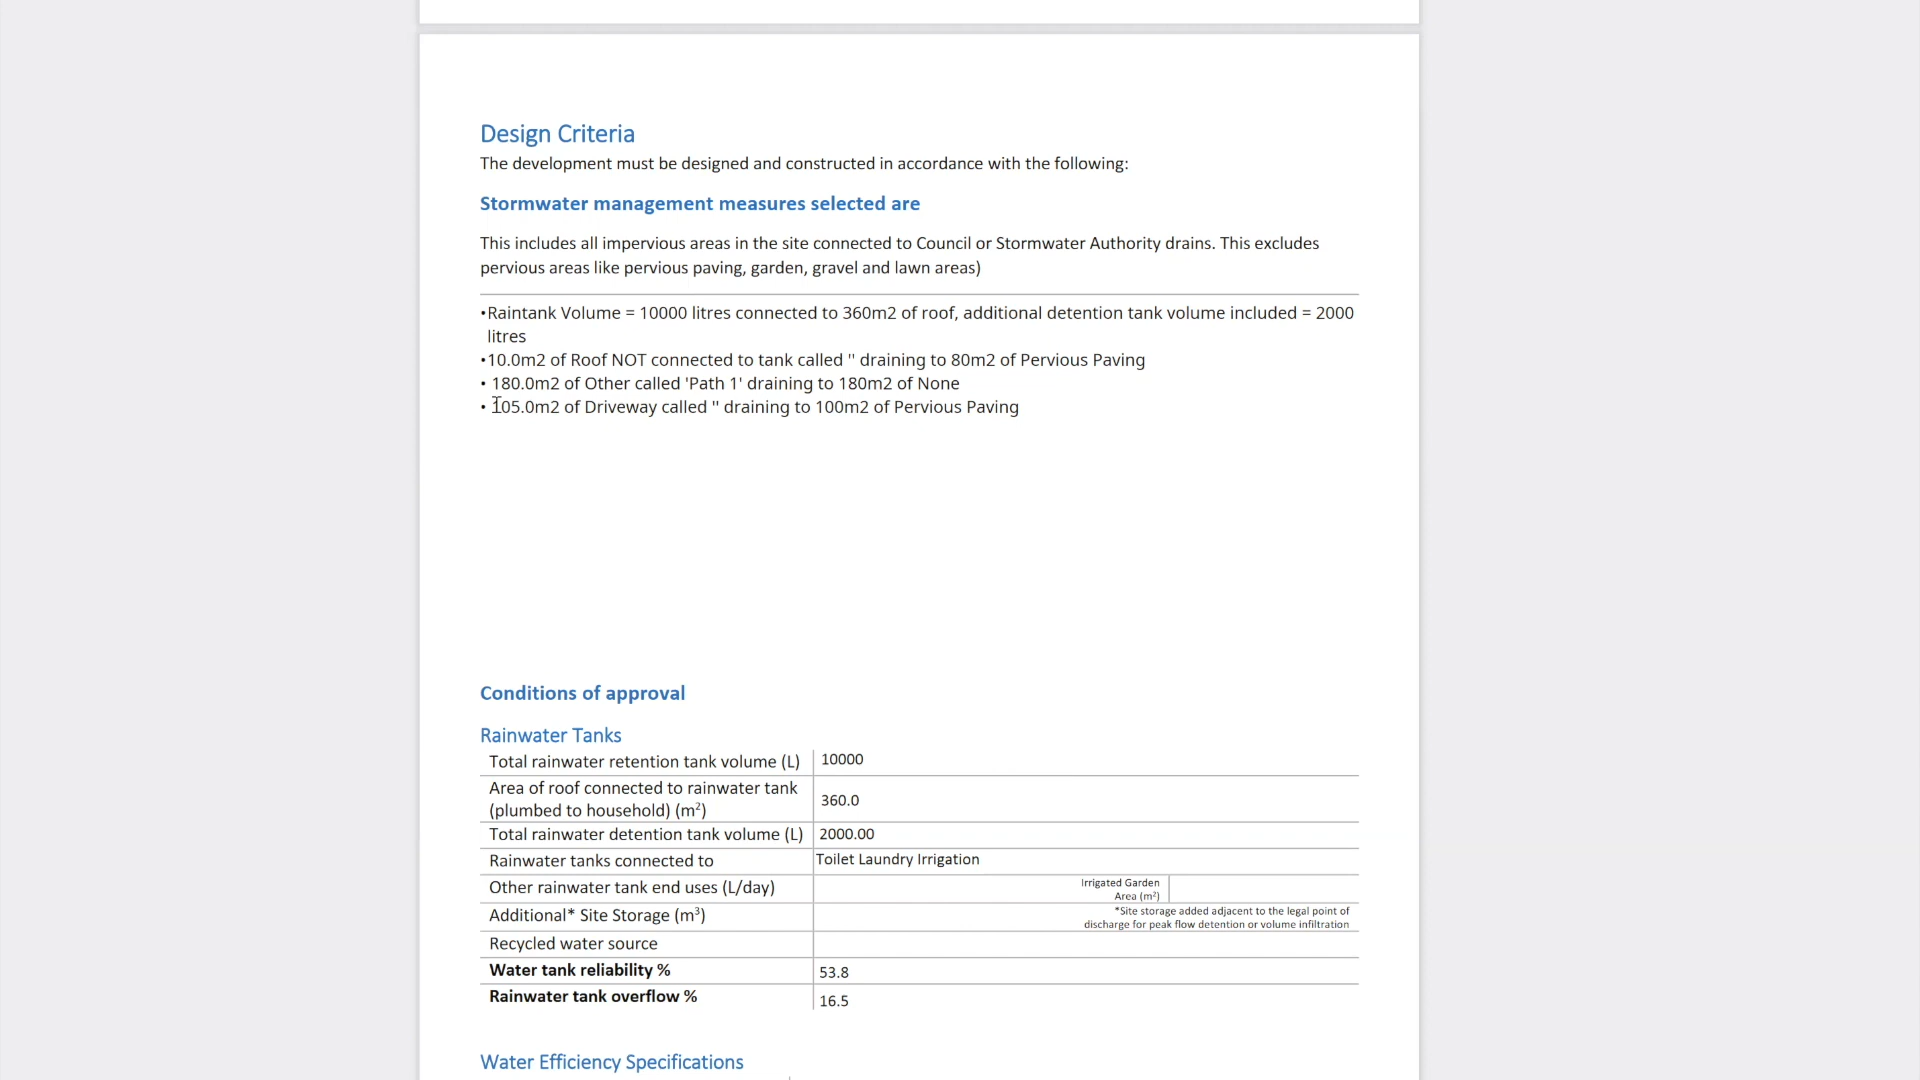 Design Criteria
The development must be designed and constructed in accordance with the following:
Stormwater management measures selected are
This includes all impervious areas in the site connected to Council or Stormwater Authority drains. This excludes
pervious areas like pervious paving, garden, gravel and lawn areas)
•Raintank Volume = 10000 litres connected to 360m2 of roof, additional detention tank volume included = 2000
litres
•10.0m2 of Roof NOT connected to tank called '' draining to 80m2 of Pervious Paving
• 180.0m2 of Other called 'Path 1' draining to 180m2 of None
• 105.0m2 of Driveway called '' draining to 100m2 of Pervious Paving
Conditions of approval
Rainwater Tanks
Total rainwater retention tank volume (L) 10000
Area of roof connected to rainwater tank
(plumbed to household) (m²) 360.0
Total rainwater detention tank volume (L) 2000.00
Rainwater tanks connected to Toilet Laundry Irrigation
Other rainwater tank end uses (L/day) Irrigated Garden
Area (m²)
Additional* Site Storage (m³) *Site storage added adjacent to the legal point of
discharge for peak flow detention or volume infiltration
Recycled water source
Water tank reliability % 53.8
Rainwater tank overflow % 16.5
Water Efficiency Specifications